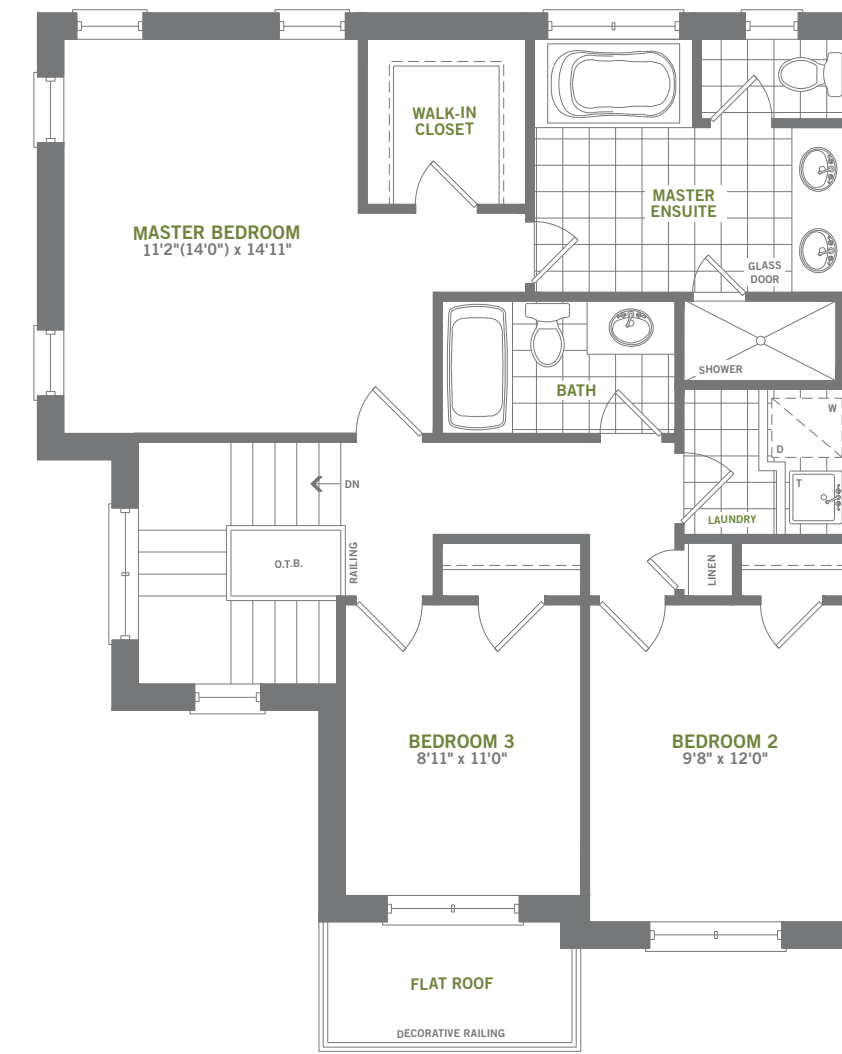 WALK-IN
CLOSET
MASTER
ENSUITE
MASTER BEDROOM
11'2"(14'0") x 14'11"
GLASS
DOOR
SHOWER
BATH
W
D
T
LAUNDRY
DN
RAILING
O.T.B.
LINEN
BEDROOM 3
8'11" x 11'0"
BEDROOM 2
9'8" x 12'0"
FLAT ROOF
DECORATIVE RAILING